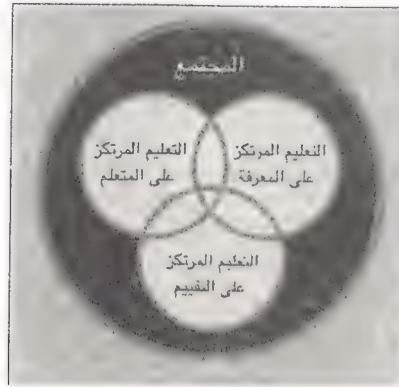 المجتمع
التعليم المرتكز
على المعرفة
التعليم المرتكز
على المتعلم
التعليم المرتكز
على التقييم